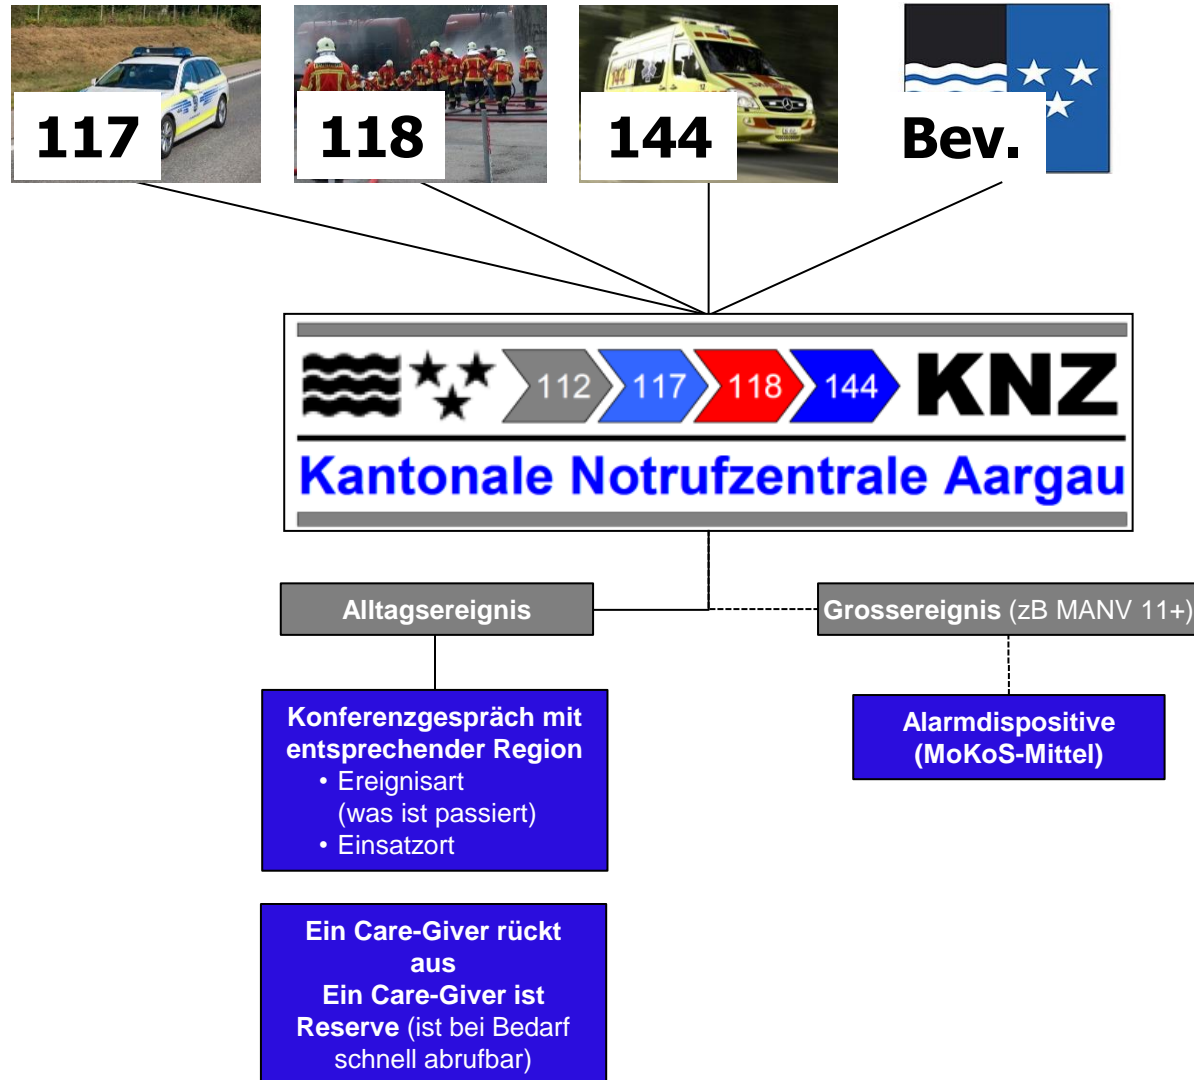 117
118
144
Bev.
112 117 118 144 KNZ
Kantonale Notrufzentrale Aargau
Alltagsereignis
Grossereignis (zB MANV 11+)
Konferenzgespräch mit
entsprechender Region
• Ereignisart
(was ist passiert)
• Einsatzort
Alarmdispositive
(MoKoS-Mittel)
Ein Care-Giver rückt
aus
Ein Care-Giver ist
Reserve (ist bei Bedarf
schnell abrufbar)